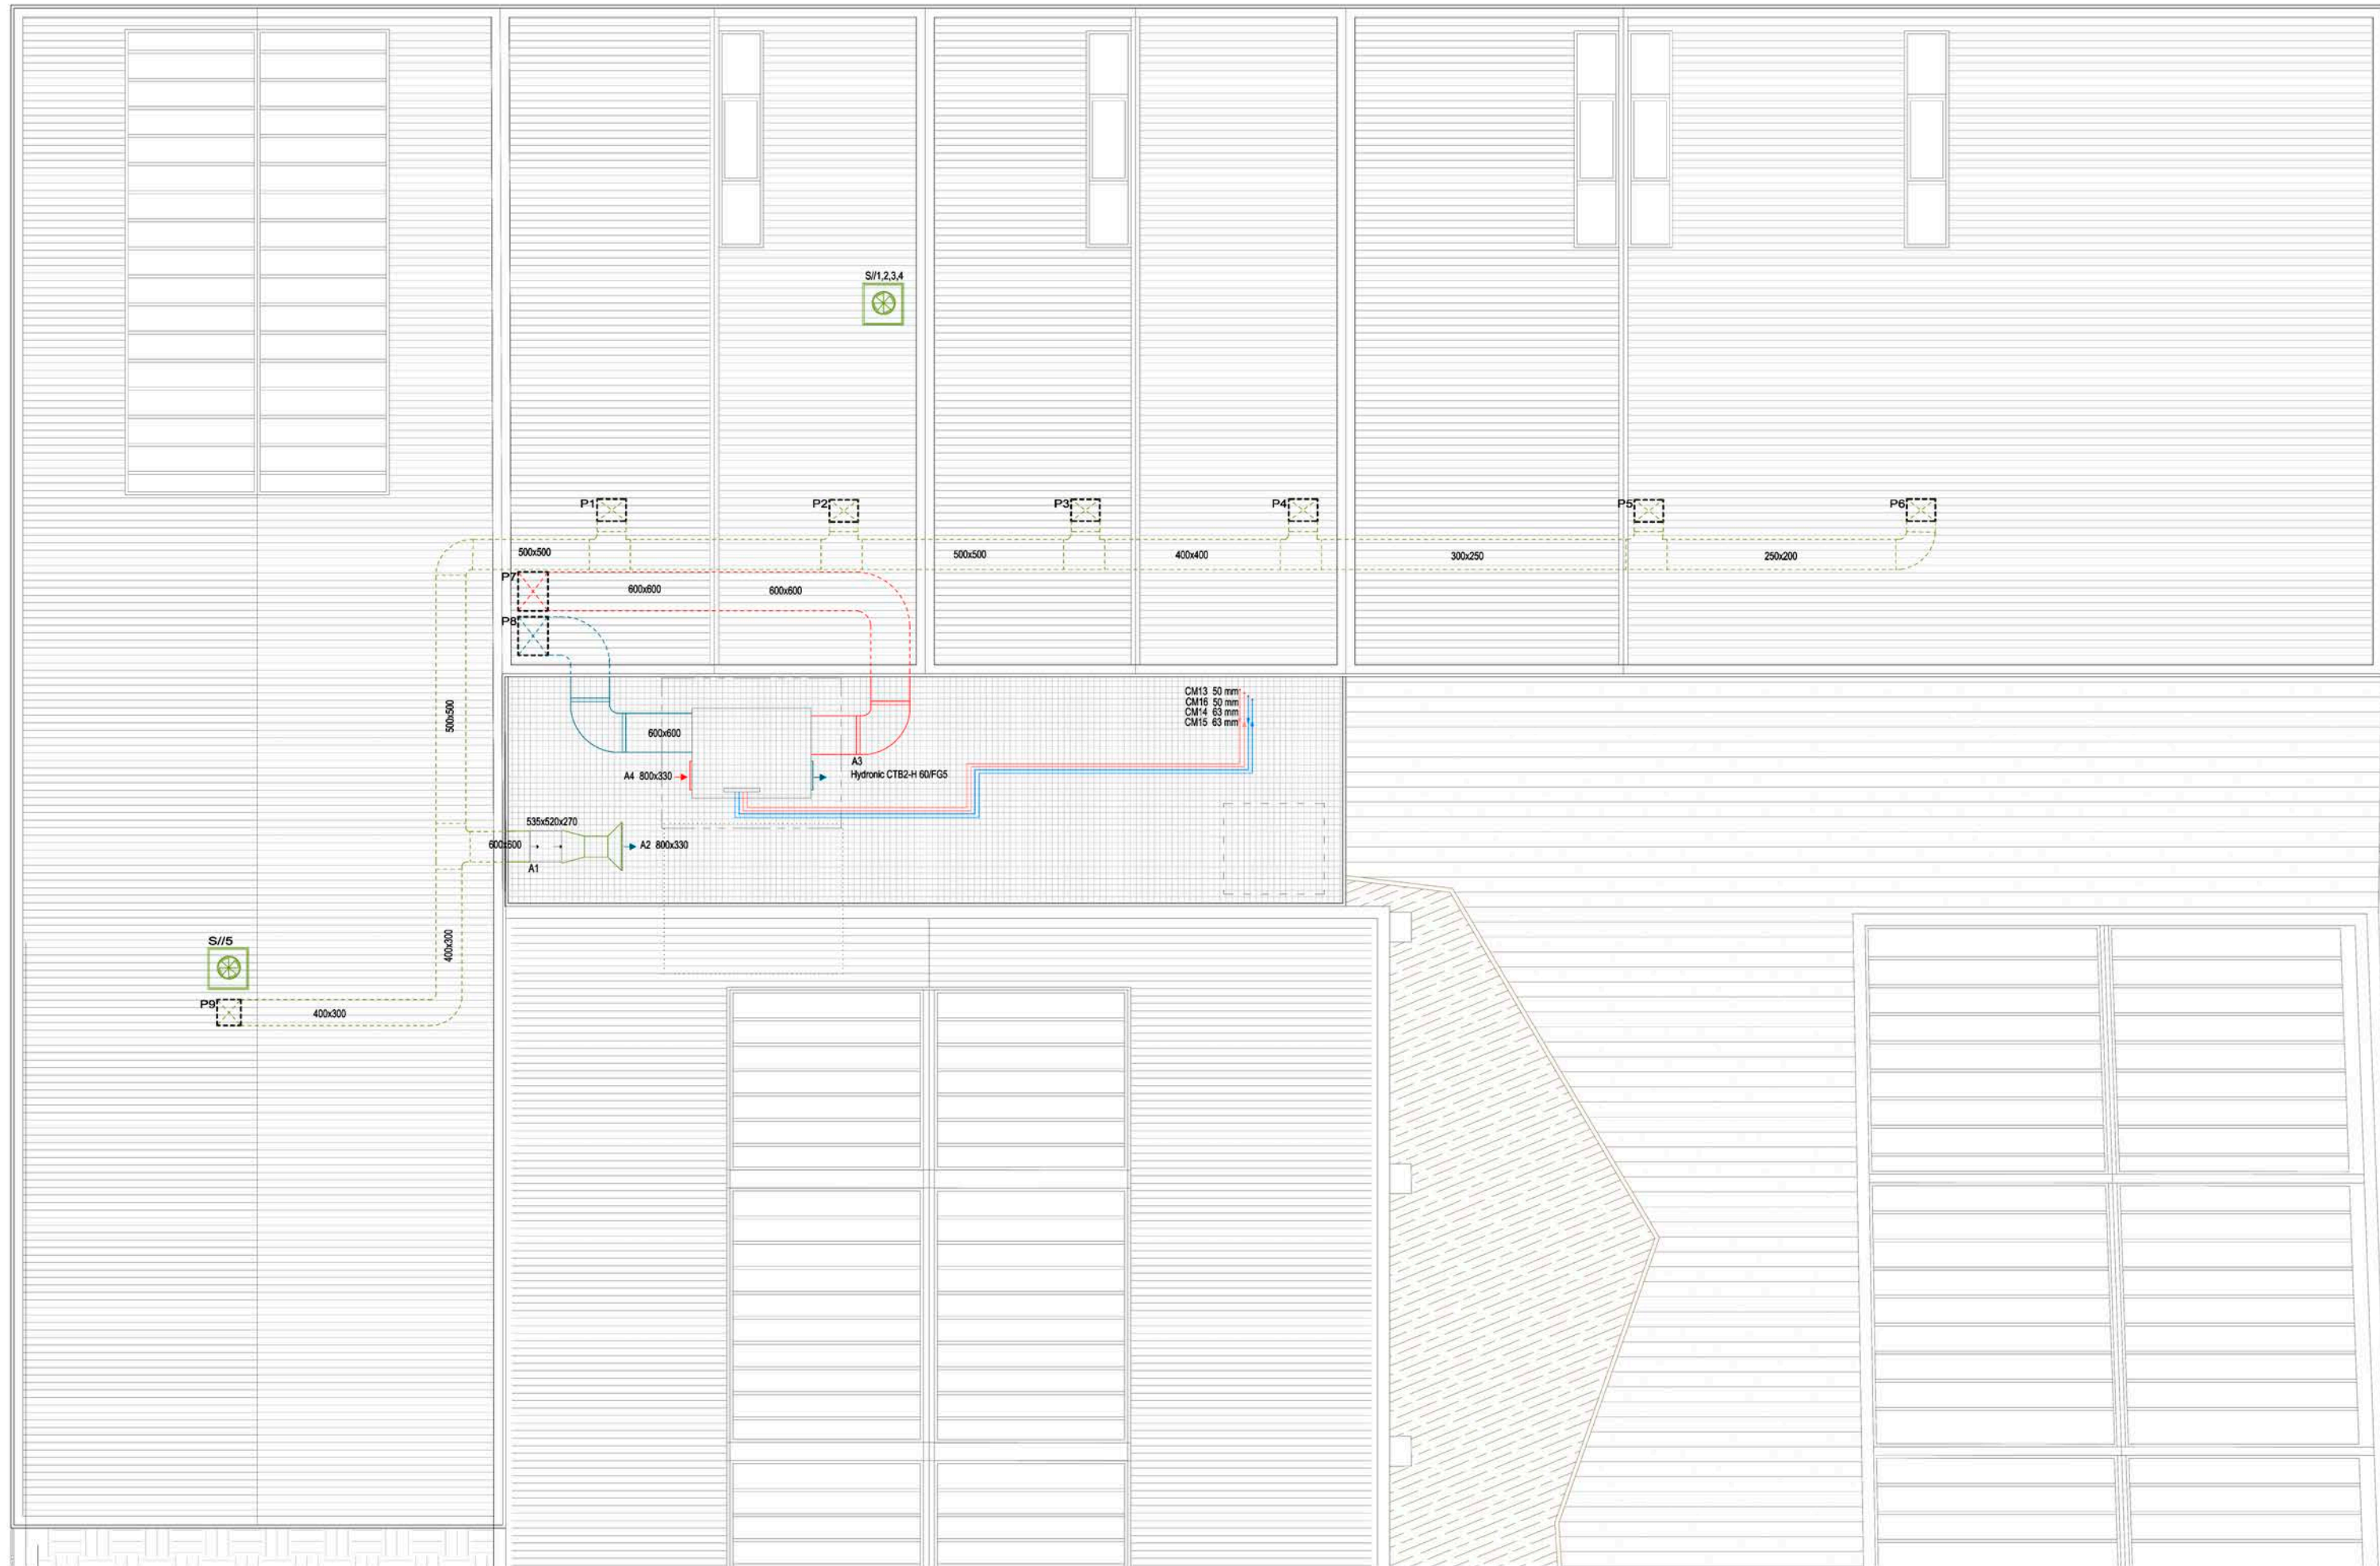 S//1,2,3,4
P1
P2
P3
P4
P5
P6
500x500
500x500
400x400
300x250
250x200
P7
600x600
600x600
P8
CM13 50 mm
CM16 50 mm
CM14 63 mm
CM15 63 mm
500x500
600x600
A3
Hydronic CTB2-H 60/FG5
A4 800x330
535x520x270
600x600
A2 800x330
A1
S//5
400x300
P9
400x300